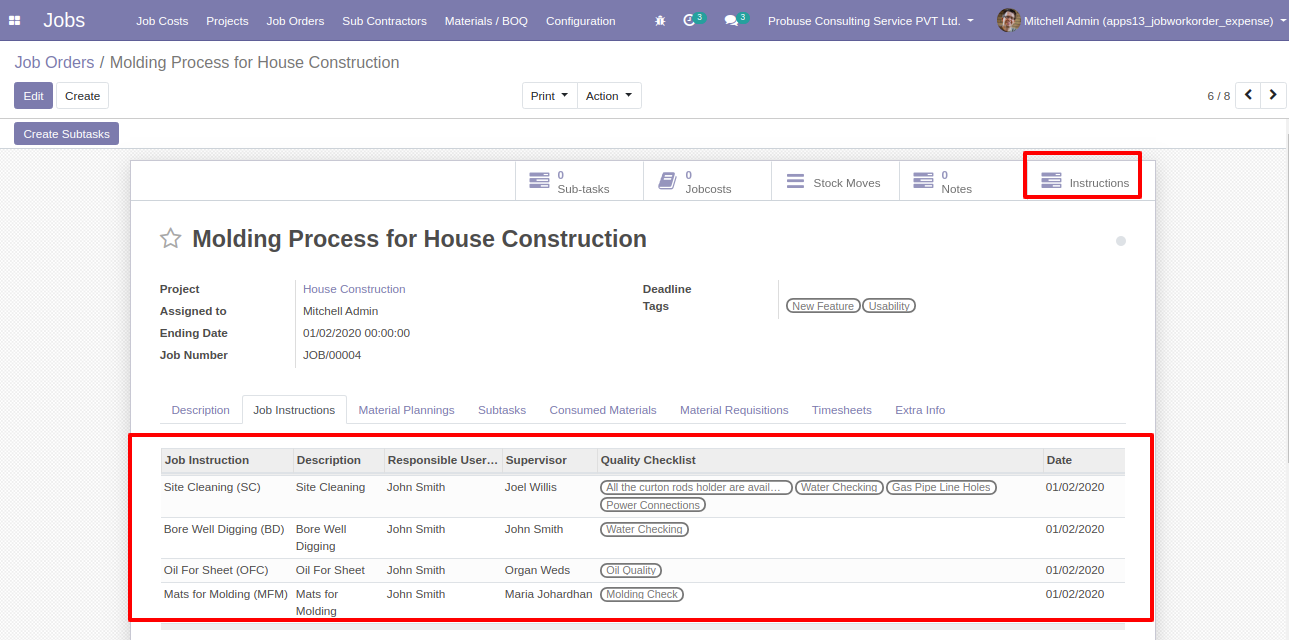 Jobs Job Costs Projects Job Orders Sub Contractors Materials / BOQ Configuration 3 3 Probuse Consulting Service PVT Ltd. Mitchell Admin (apps13_jobworkorder_expense)
Job Orders / Molding Process for House Construction
Edit Create Print Action 6 / 8
Create Subtasks
0 Sub-tasks 0 Jobcosts Stock Moves 0 Notes Instructions
Molding Process for House Construction
Project House Construction Deadline
Assigned to Mitchell Admin Tags New Feature Usability
Ending Date 01/02/2020 00:00:00
Job Number JOB/00004
Description Job Instructions Material Plannings Subtasks Consumed Materials Material Requisitions Timesheets Extra Info
Job Instruction Description Responsible User... Supervisor Quality Checklist Date
Site Cleaning (SC) Site Cleaning John Smith Joel Willis All the curton rods holder are avail... Water Checking Gas Pipe Line Holes 01/02/2020
Power Connections
Bore Well Digging (BD) Bore Well John Smith John Smith Water Checking 01/02/2020
Digging
Oil For Sheet (OFC) Oil For Sheet John Smith Organ Weds Oil Quality 01/02/2020
Mats for Molding (MFM) Mats for John Smith Maria Johardhan Molding Check 01/02/2020
Molding